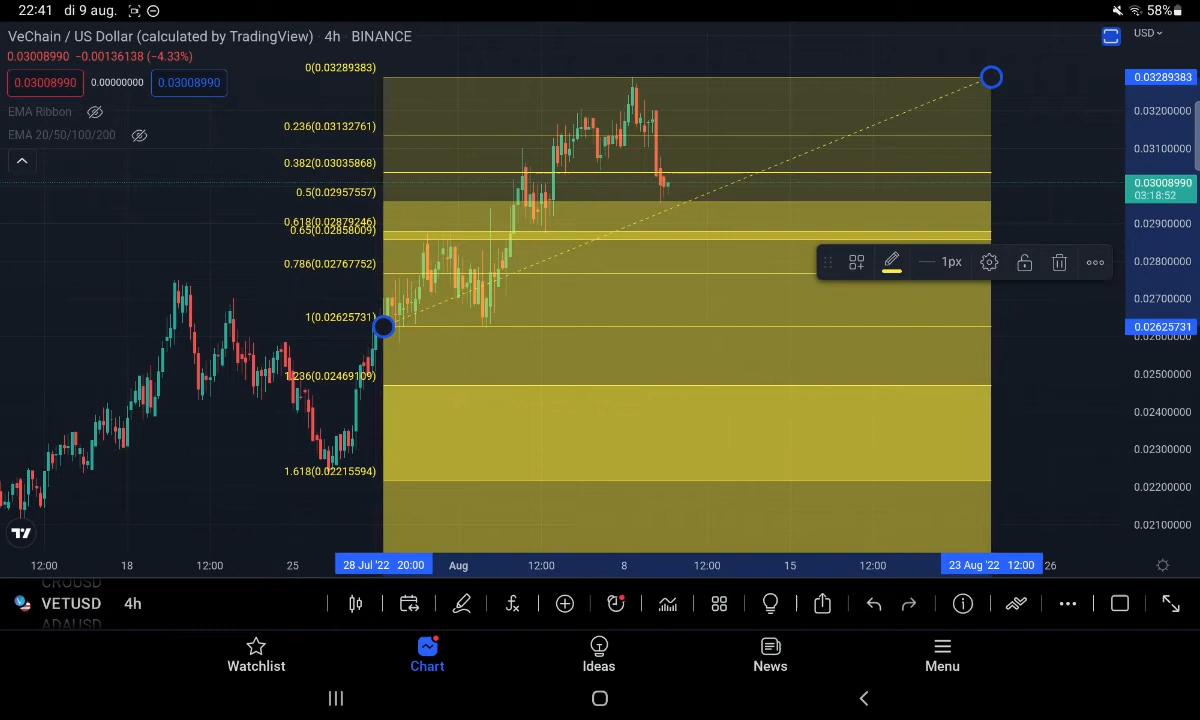 22:41 di 9 aug. 58%
VeChain / US Dollar (calculated by TradingView) · 4h · BINANCE USD
0.03008990 −0.00136138 (−4.33%)
0.03008990 0.00000000 0.03008990
EMA Ribbon
EMA 20/50/100/200
0(0.03289383)
0.236(0.03132761)
0.382(0.03035868)
0.5(0.02957557)
0.618(0.02879246)
0.65(0.02858009)
0.786(0.02767752)
1(0.02625731)
1.236(0.02469109)
1.618(0.02215594)
1px
0.03289383
0.03200000
0.03100000
0.03008990
03:18:52
0.02900000
0.02800000
0.02700000
0.02625731
0.02600000
0.02500000
0.02400000
0.02300000
0.02200000
0.02100000
12:00 18 12:00 25 28 Jul '22 20:00 Aug 12:00 8 12:00 15 12:00 23 Aug '22 12:00 26
CROUSD
VETUSD 4h
ADAUSD
Watchlist Chart Ideas News Menu